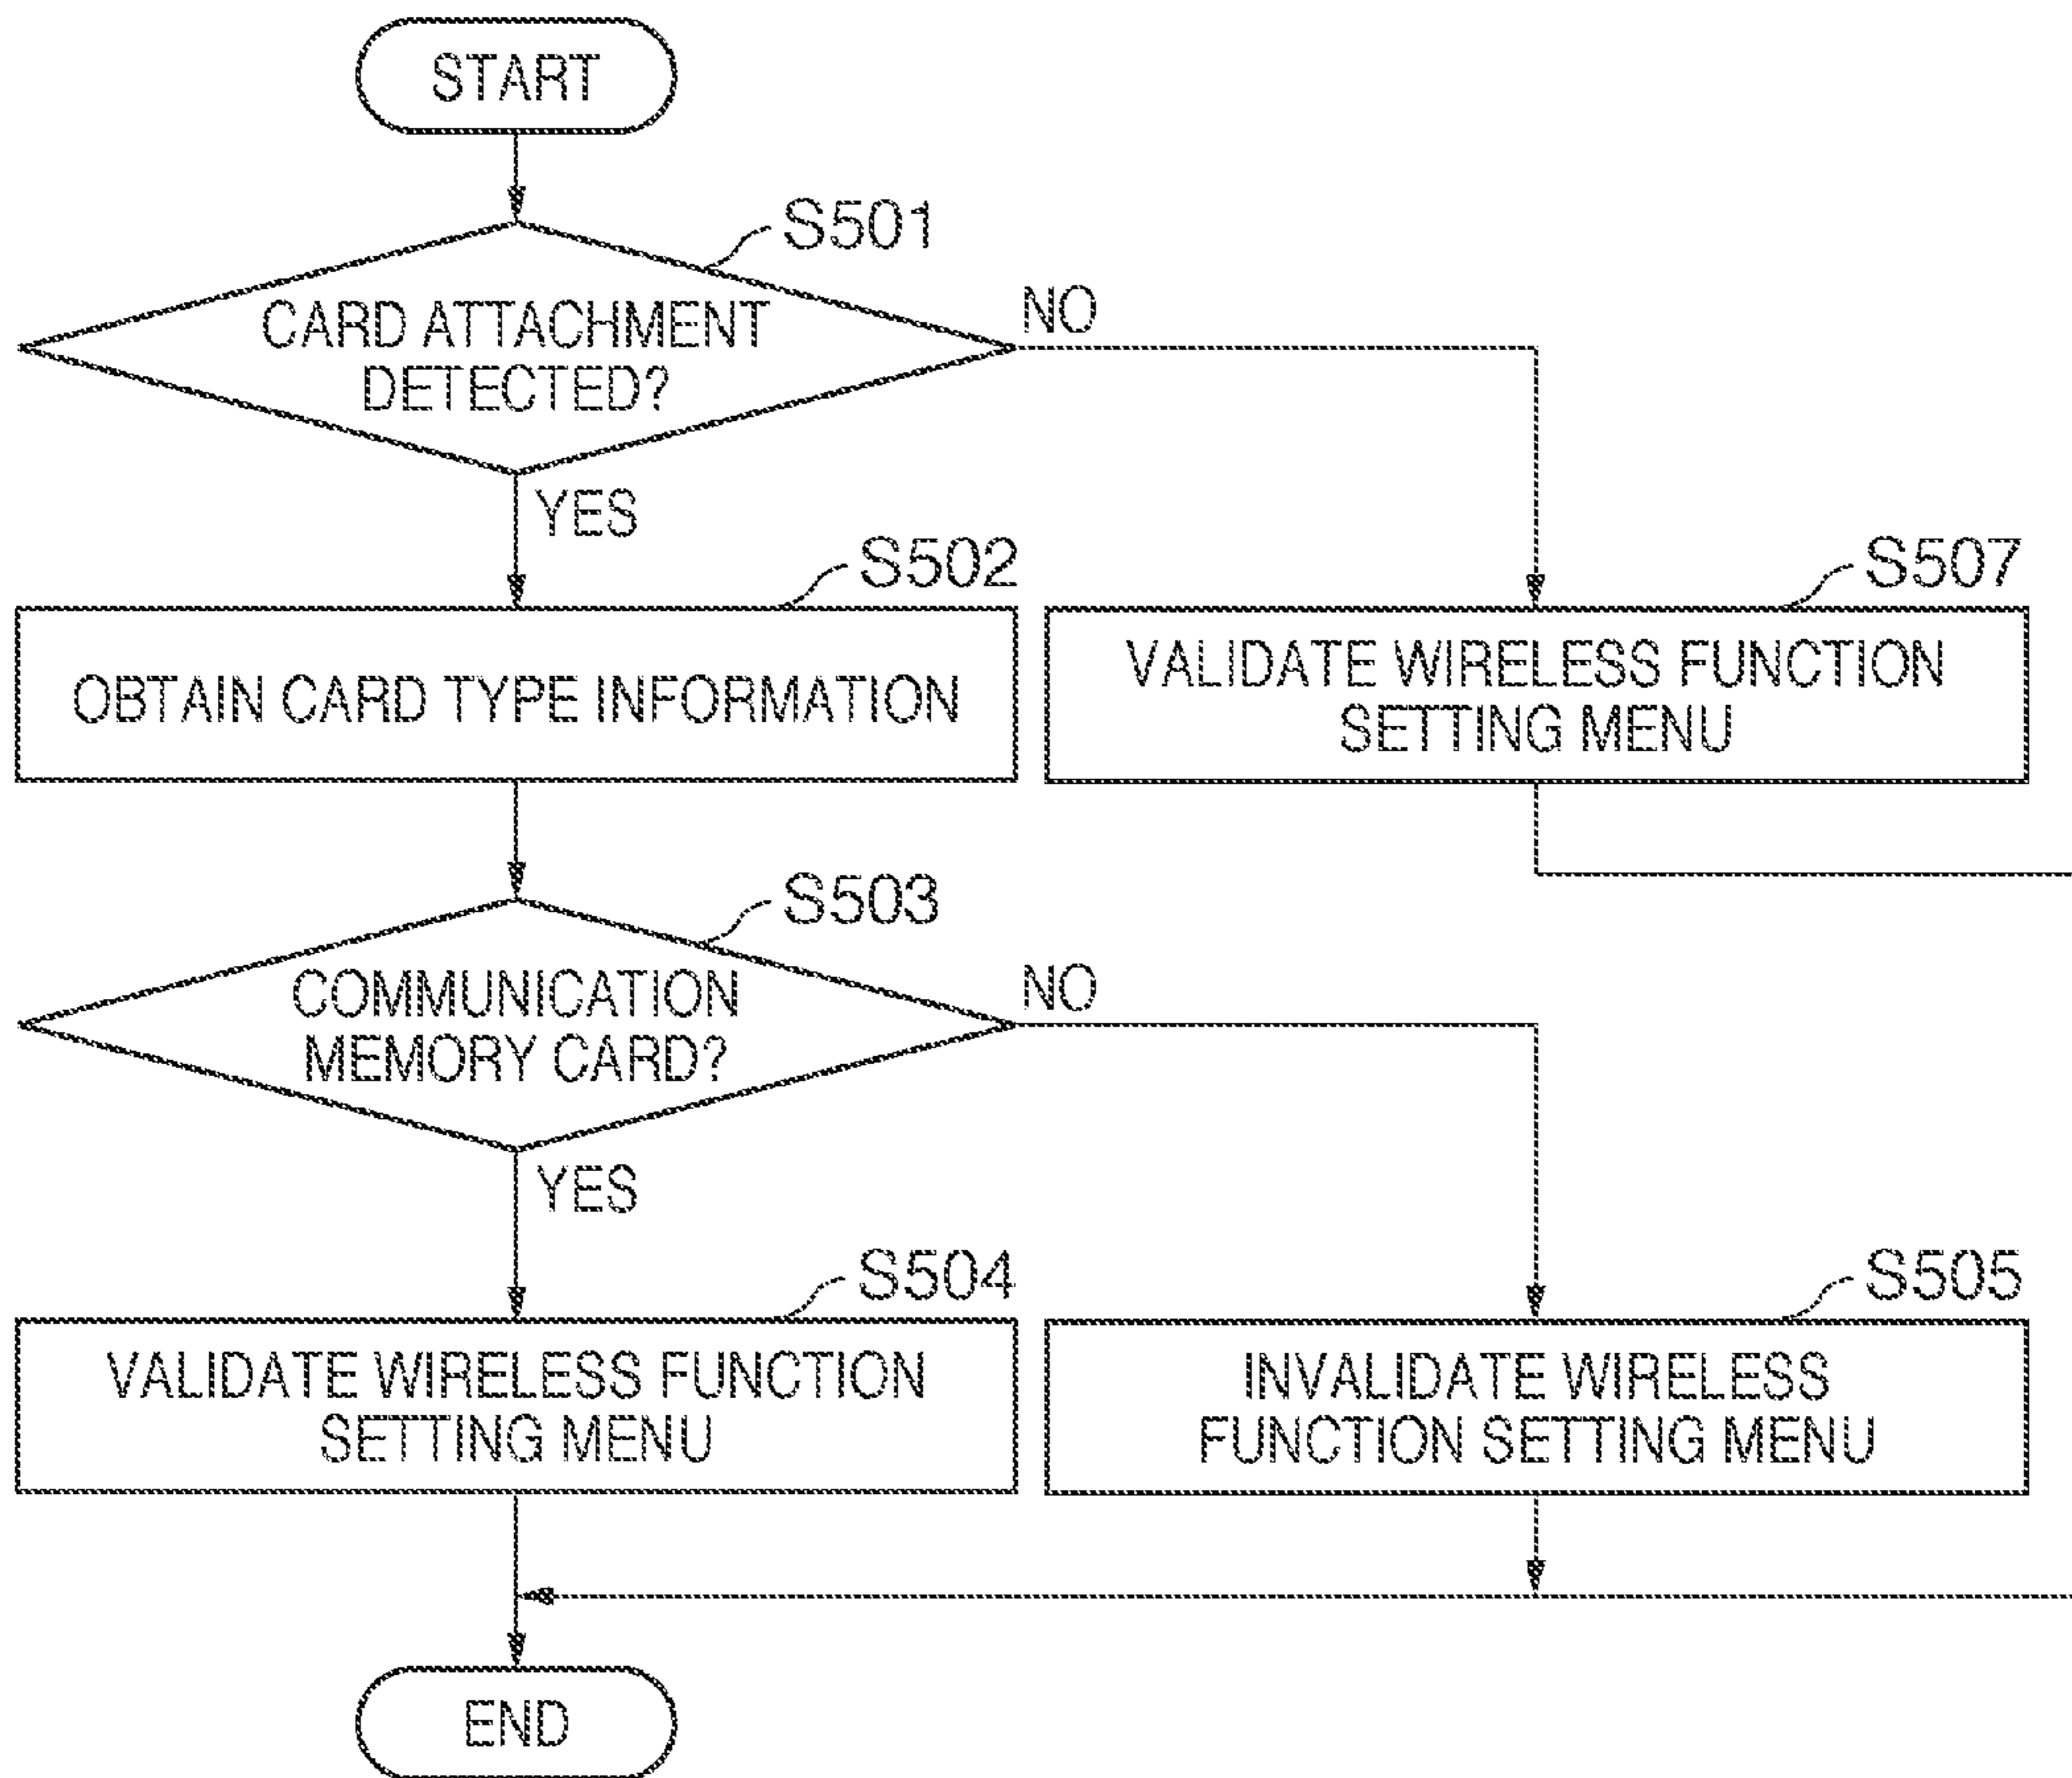 START
S501
CARD ATTACHMENT
DETECTED?
NO
YES
S502
OBTAIN CARD TYPE INFORMATION
S507
VALIDATE WIRELESS FUNCTION
SETTING MENU
S503
COMMUNICATION
MEMORY CARD?
NO
YES
S504
VALIDATE WIRELESS FUNCTION
SETTING MENU
S505
INVALIDATE WIRELESS
FUNCTION SETTING MENU
END